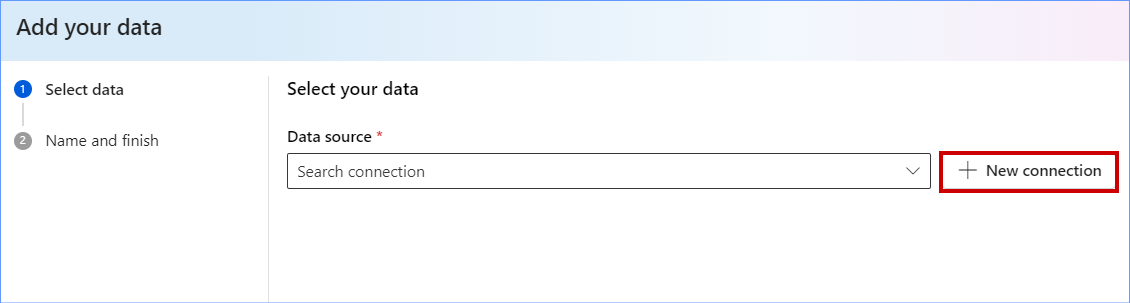 Add your data
1 Select data
2 Name and finish
Select your data
Data source *
Search connection
New connection